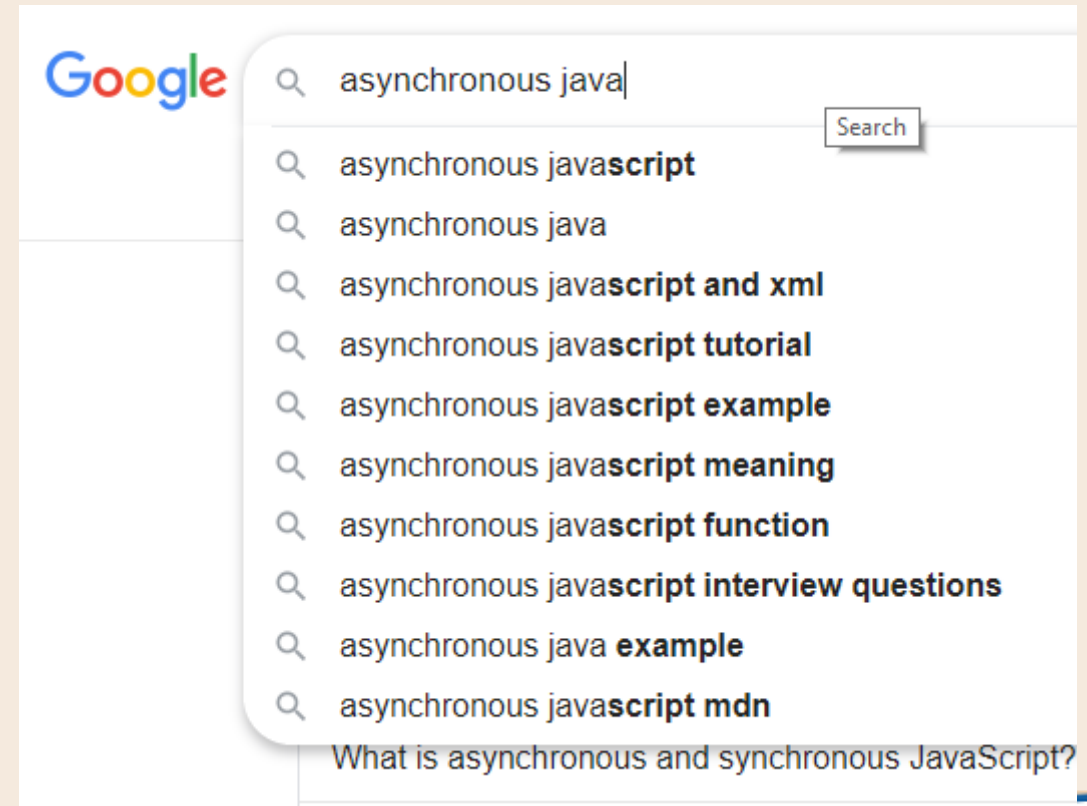 Google
asynchronous java
Search
asynchronous javascript
asynchronous java
asynchronous javascript and xml
asynchronous javascript tutorial
asynchronous javascript example
asynchronous javascript meaning
asynchronous javascript function
asynchronous javascript interview questions
asynchronous java example
asynchronous javascript mdn
What is asynchronous and synchronous JavaScript?